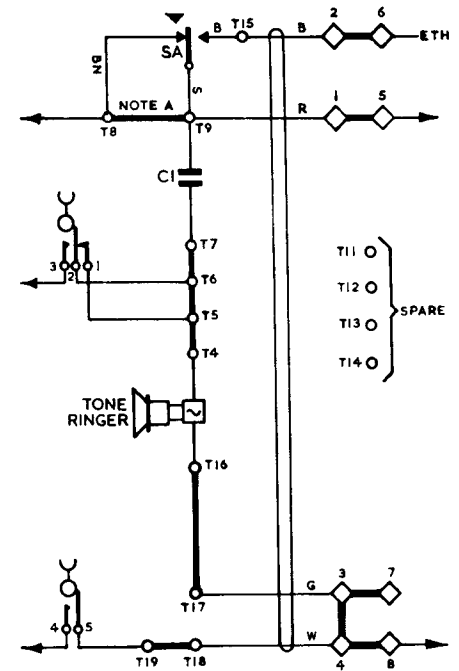 T15
B
B
2
6
ETH
SA
BN
S
NOTE A
R
1
5
T8
T9
C1
T7
3
2
1
T6
T5
T4
T11
T12
T13
T14
SPARE
TONE
RINGER
T16
T17
G
3
7
4
5
T19
T18
W
4
8